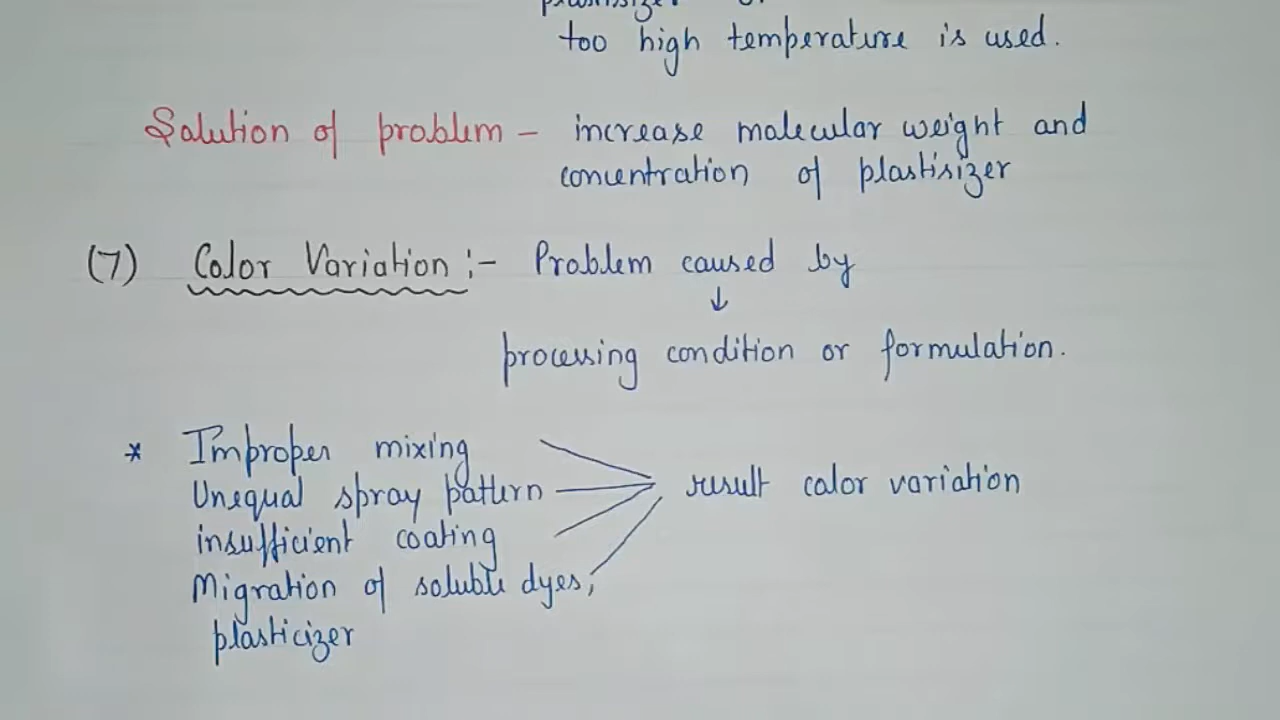 too high temperature is used.
Solution of problem - increase molecular weight and
concentration of plastisizer
(7) Color Variation :- Problem caused by
↓
processing condition or formulation.
* Improper mixing
Unequal spray pattern
insufficient coating
Migration of soluble dyes,
plasticizer
result color variation